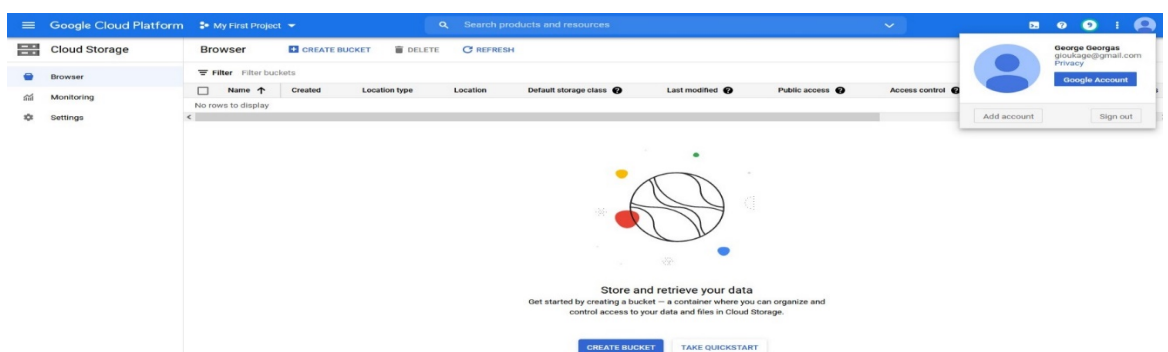 Google Cloud Platform My First Project Search products and resources 9
Cloud Storage Browser CREATE BUCKET DELETE REFRESH
George Georgas
gioukage@gmail.com
Privacy
Google Account
Add account Sign out
Browser
Monitoring
Settings
Filter Filter buckets
Name Created Location type Location Default storage class Last modified Public access Access control
No rows to display
Store and retrieve your data
Get started by creating a bucket — a container where you can organize and
control access to your data and files in Cloud Storage.
CREATE BUCKET TAKE QUICKSTART